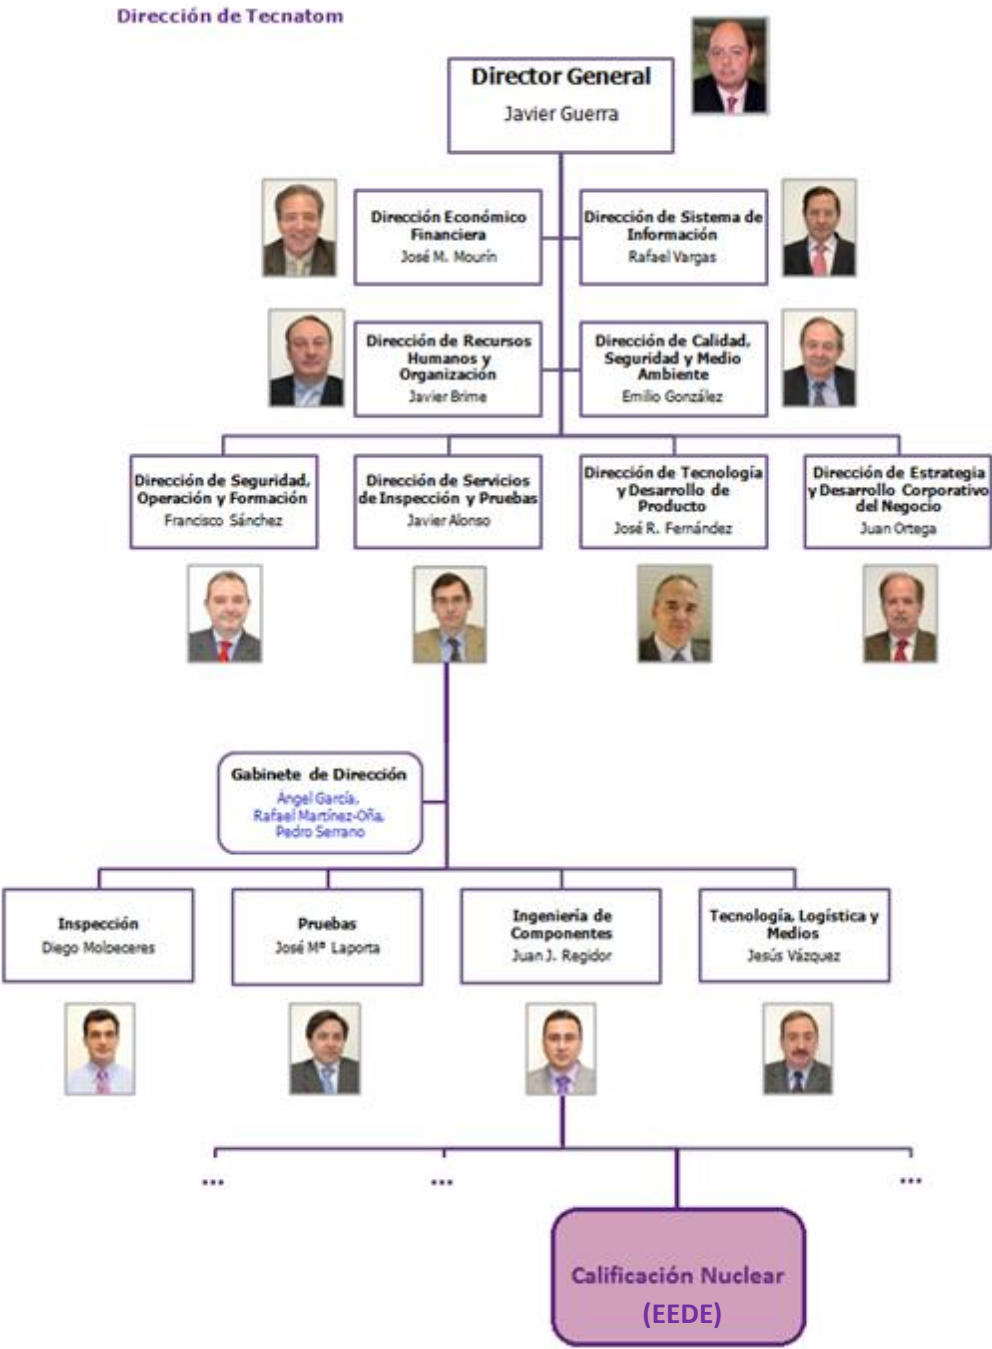 Dirección de Tecnatom
Director General
Javier Guerra
Dirección Económico
Financiera
José M. Mourín
Dirección de Sistema de
Información
Rafael Vargas
Dirección de Recursos
Humanos y
Organización
Javier Brime
Dirección de Calidad,
Seguridad y Medio
Ambiente
Emilio González
Dirección de Seguridad,
Operación y Formación
Francisco Sánchez
Dirección de Servicios
de Inspección y Pruebas
Javier Alonso
Dirección de Tecnología
y Desarrollo de
Producto
José R. Fernández
Dirección de Estrategia
y Desarrollo Corporativo
del Negocio
Juan Ortega
Gabinete de Dirección
Ángel García,
Rafael Martínez-Oña,
Pedro Serrano
Inspección
Diego Molpeceres
Pruebas
José Mª Laporta
Ingeniería de
Componentes
Juan J. Regidor
Tecnología, Logística y
Medios
Jesús Vázquez
...
...
...
Calificación Nuclear
(EEDE)